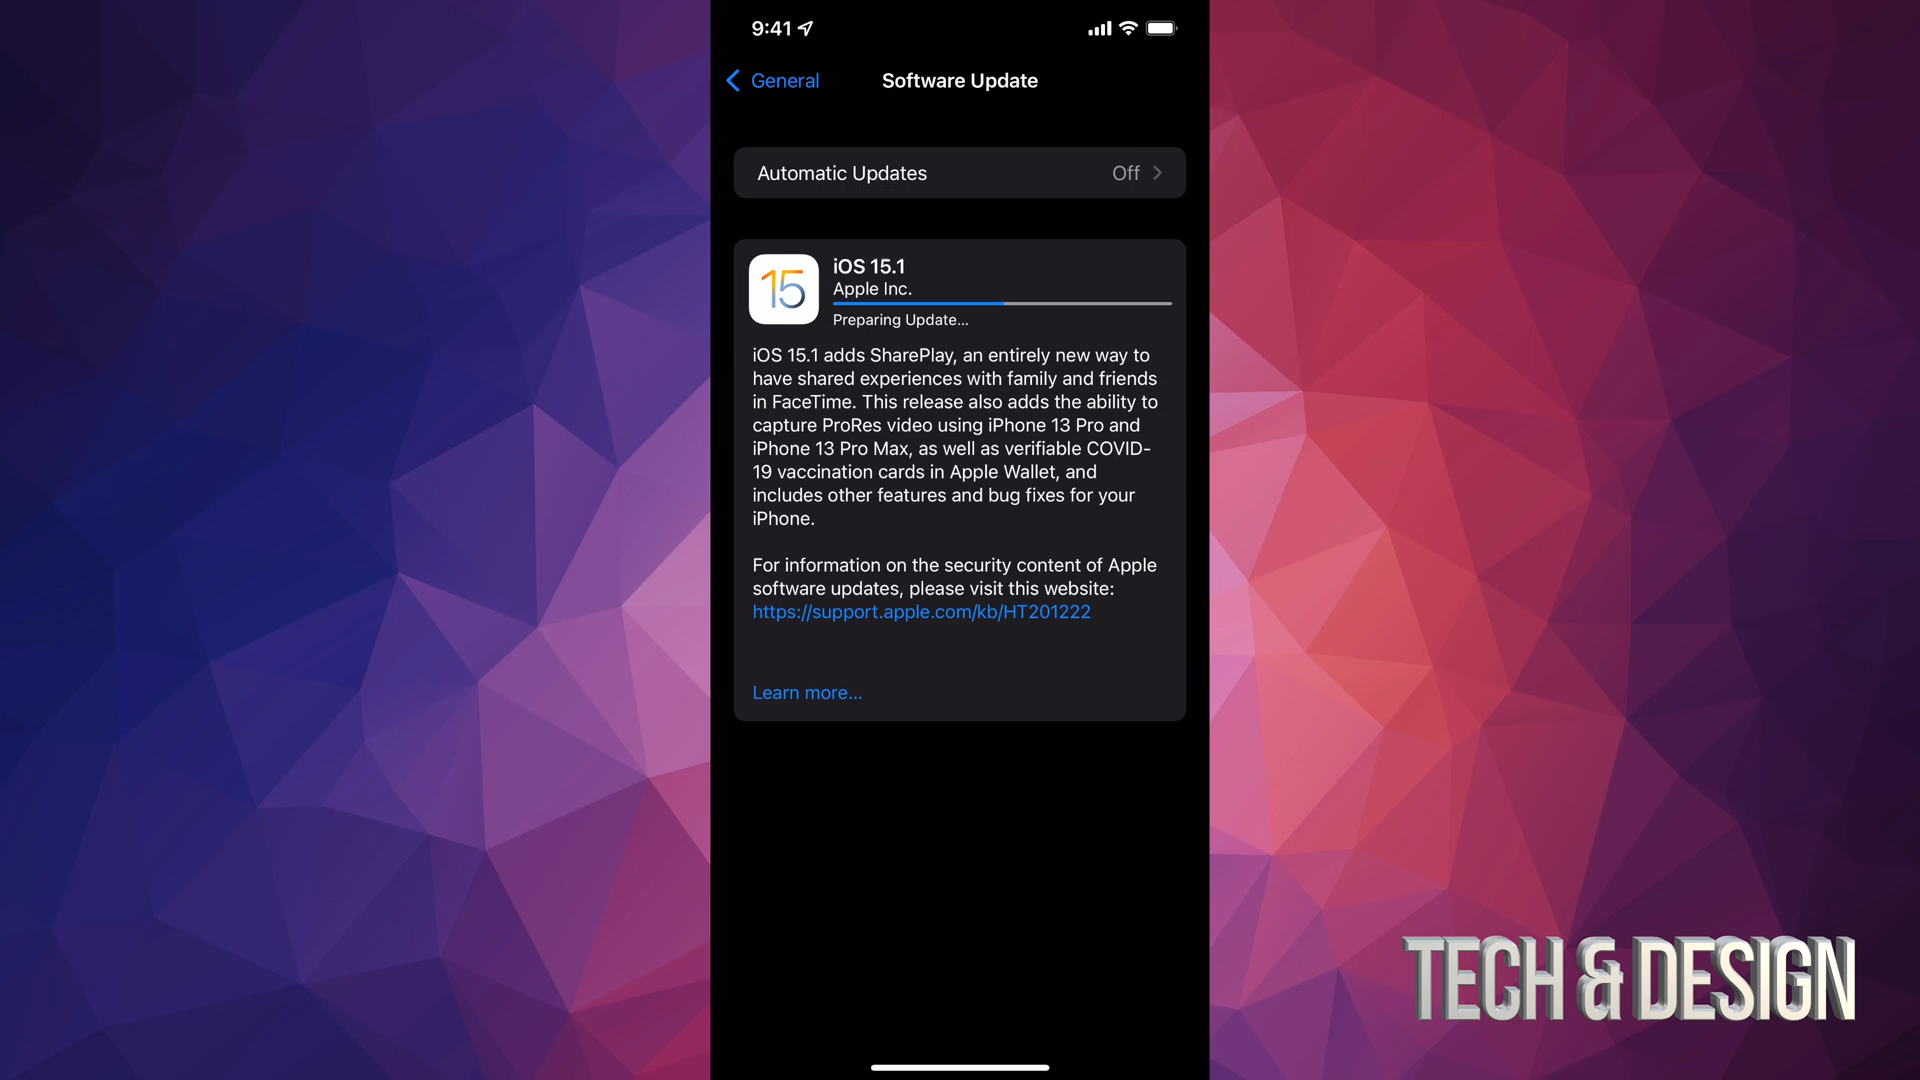 9:41
General
Software Update
Automatic Updates
Off
15
iOS 15.1
Apple Inc.
Preparing Update...
iOS 15.1 adds SharePlay, an entirely new way to
have shared experiences with family and friends
in FaceTime. This release also adds the ability to
capture ProRes video using iPhone 13 Pro and
iPhone 13 Pro Max, as well as verifiable COVID-
19 vaccination cards in Apple Wallet, and
includes other features and bug fixes for your
iPhone.
For information on the security content of Apple
software updates, please visit this website:
https://support.apple.com/kb/HT201222
Learn more...
TECH & DESIGN